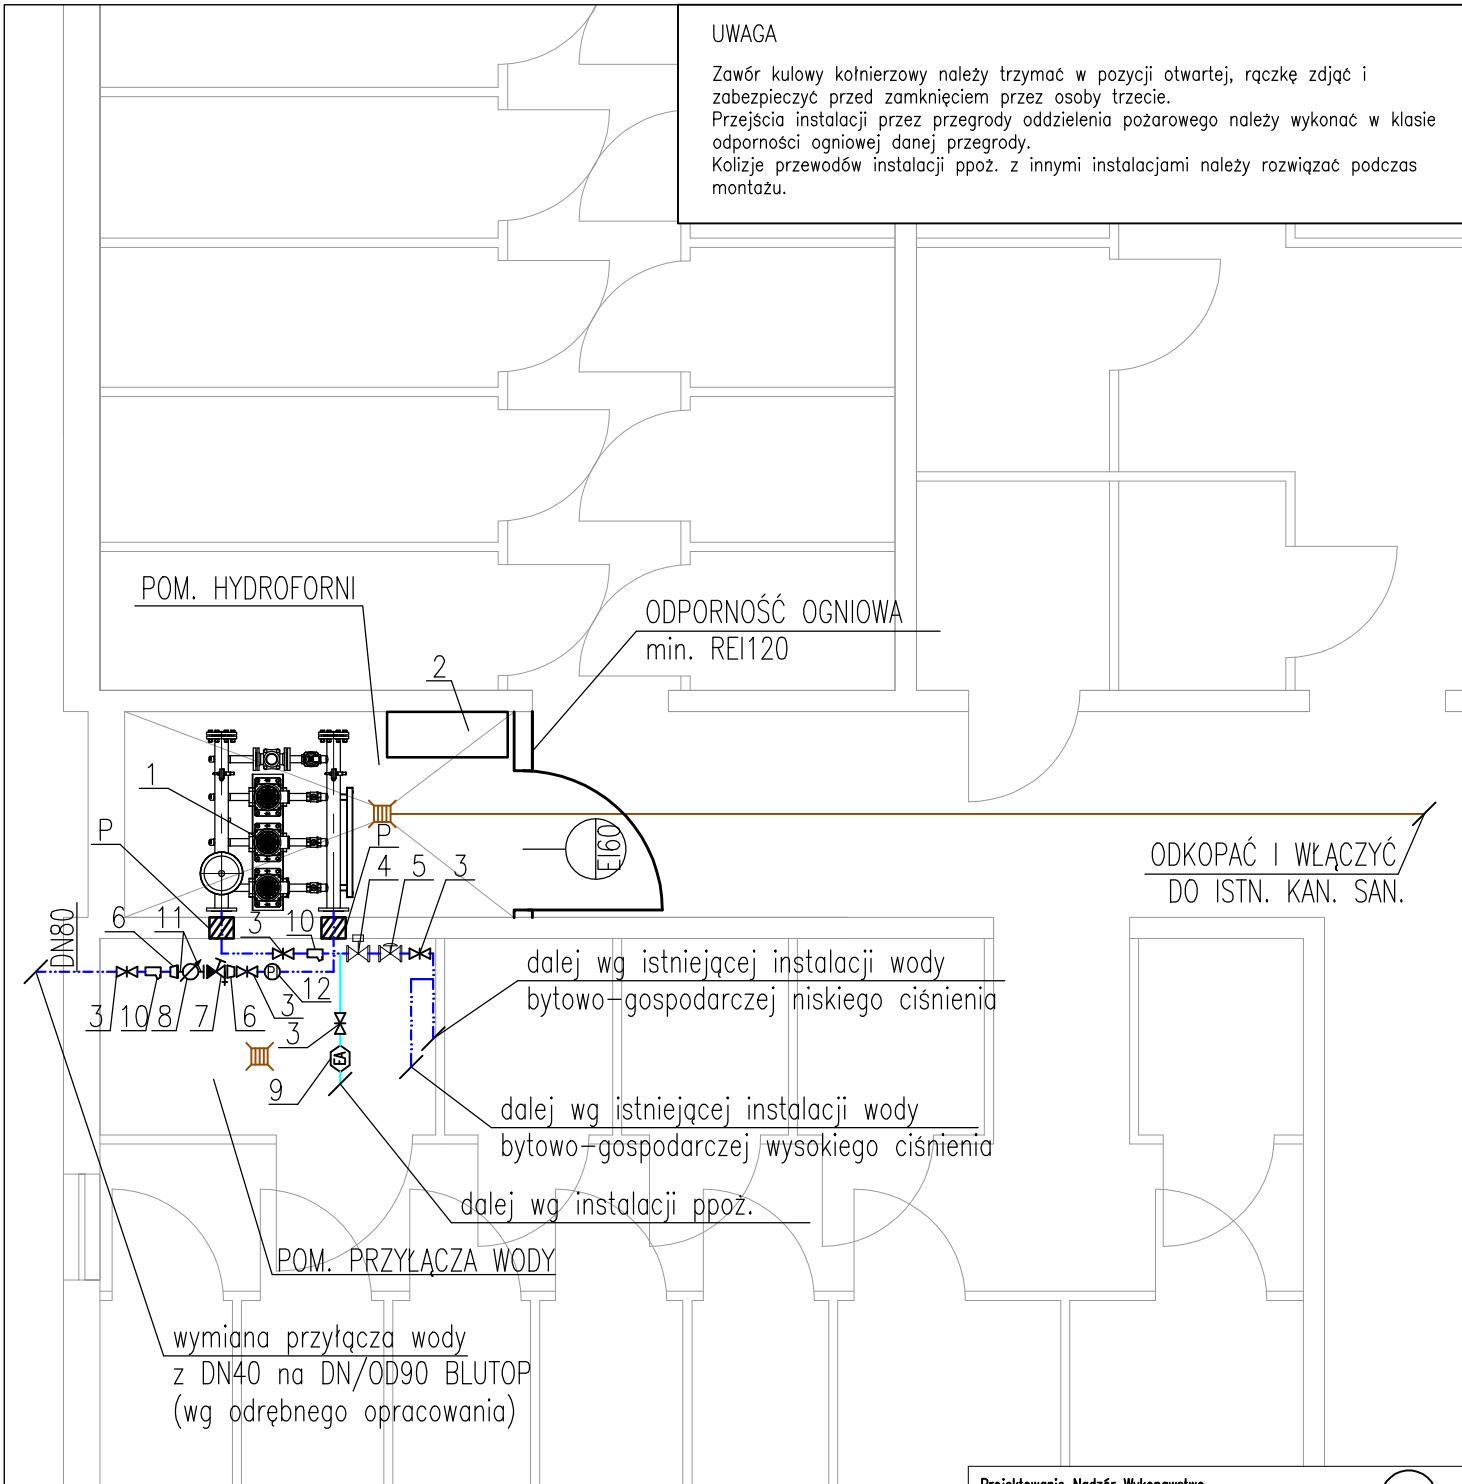 UWAGA
Zawór kulowy kołnierzowy należy trzymać w pozycji otwartej, rączkę zdjąć i
zabezpieczyć przed zamknięciem przez osoby trzecie.
Przejścia instalacji przez przegrody oddzielenia pożarowego należy wykonać w klasie
odporności ogniowej danej przegrody.
Kolizje przewodów instalacji ppoż. z innymi instalacjami należy rozwiązać podczas
montażu.
POM. HYDROFORNI
ODPORNOŚĆ OGNIOWA
min. REI120
2
1
P
P
EI60
4
5
3
ODKOPAĆ I WŁĄCZYĆ
DO ISTN. KAN. SAN.
DN80
6
11
3
10
PI
12
3
10
8
7
6
3
3
EA
9
dalej wg istniejącej instalacji wody
bytowo-gospodarczej niskiego ciśnienia
dalej wg istniejącej instalacji wody
bytowo-gospodarczej wysokiego ciśnienia
dalej wg instalacji ppoż.
POM. PRZYŁĄCZA WODY
wymiana przyłącza wody
z DN40 na DN/OD90 BLUTOP
(wg odrębnego opracowania)